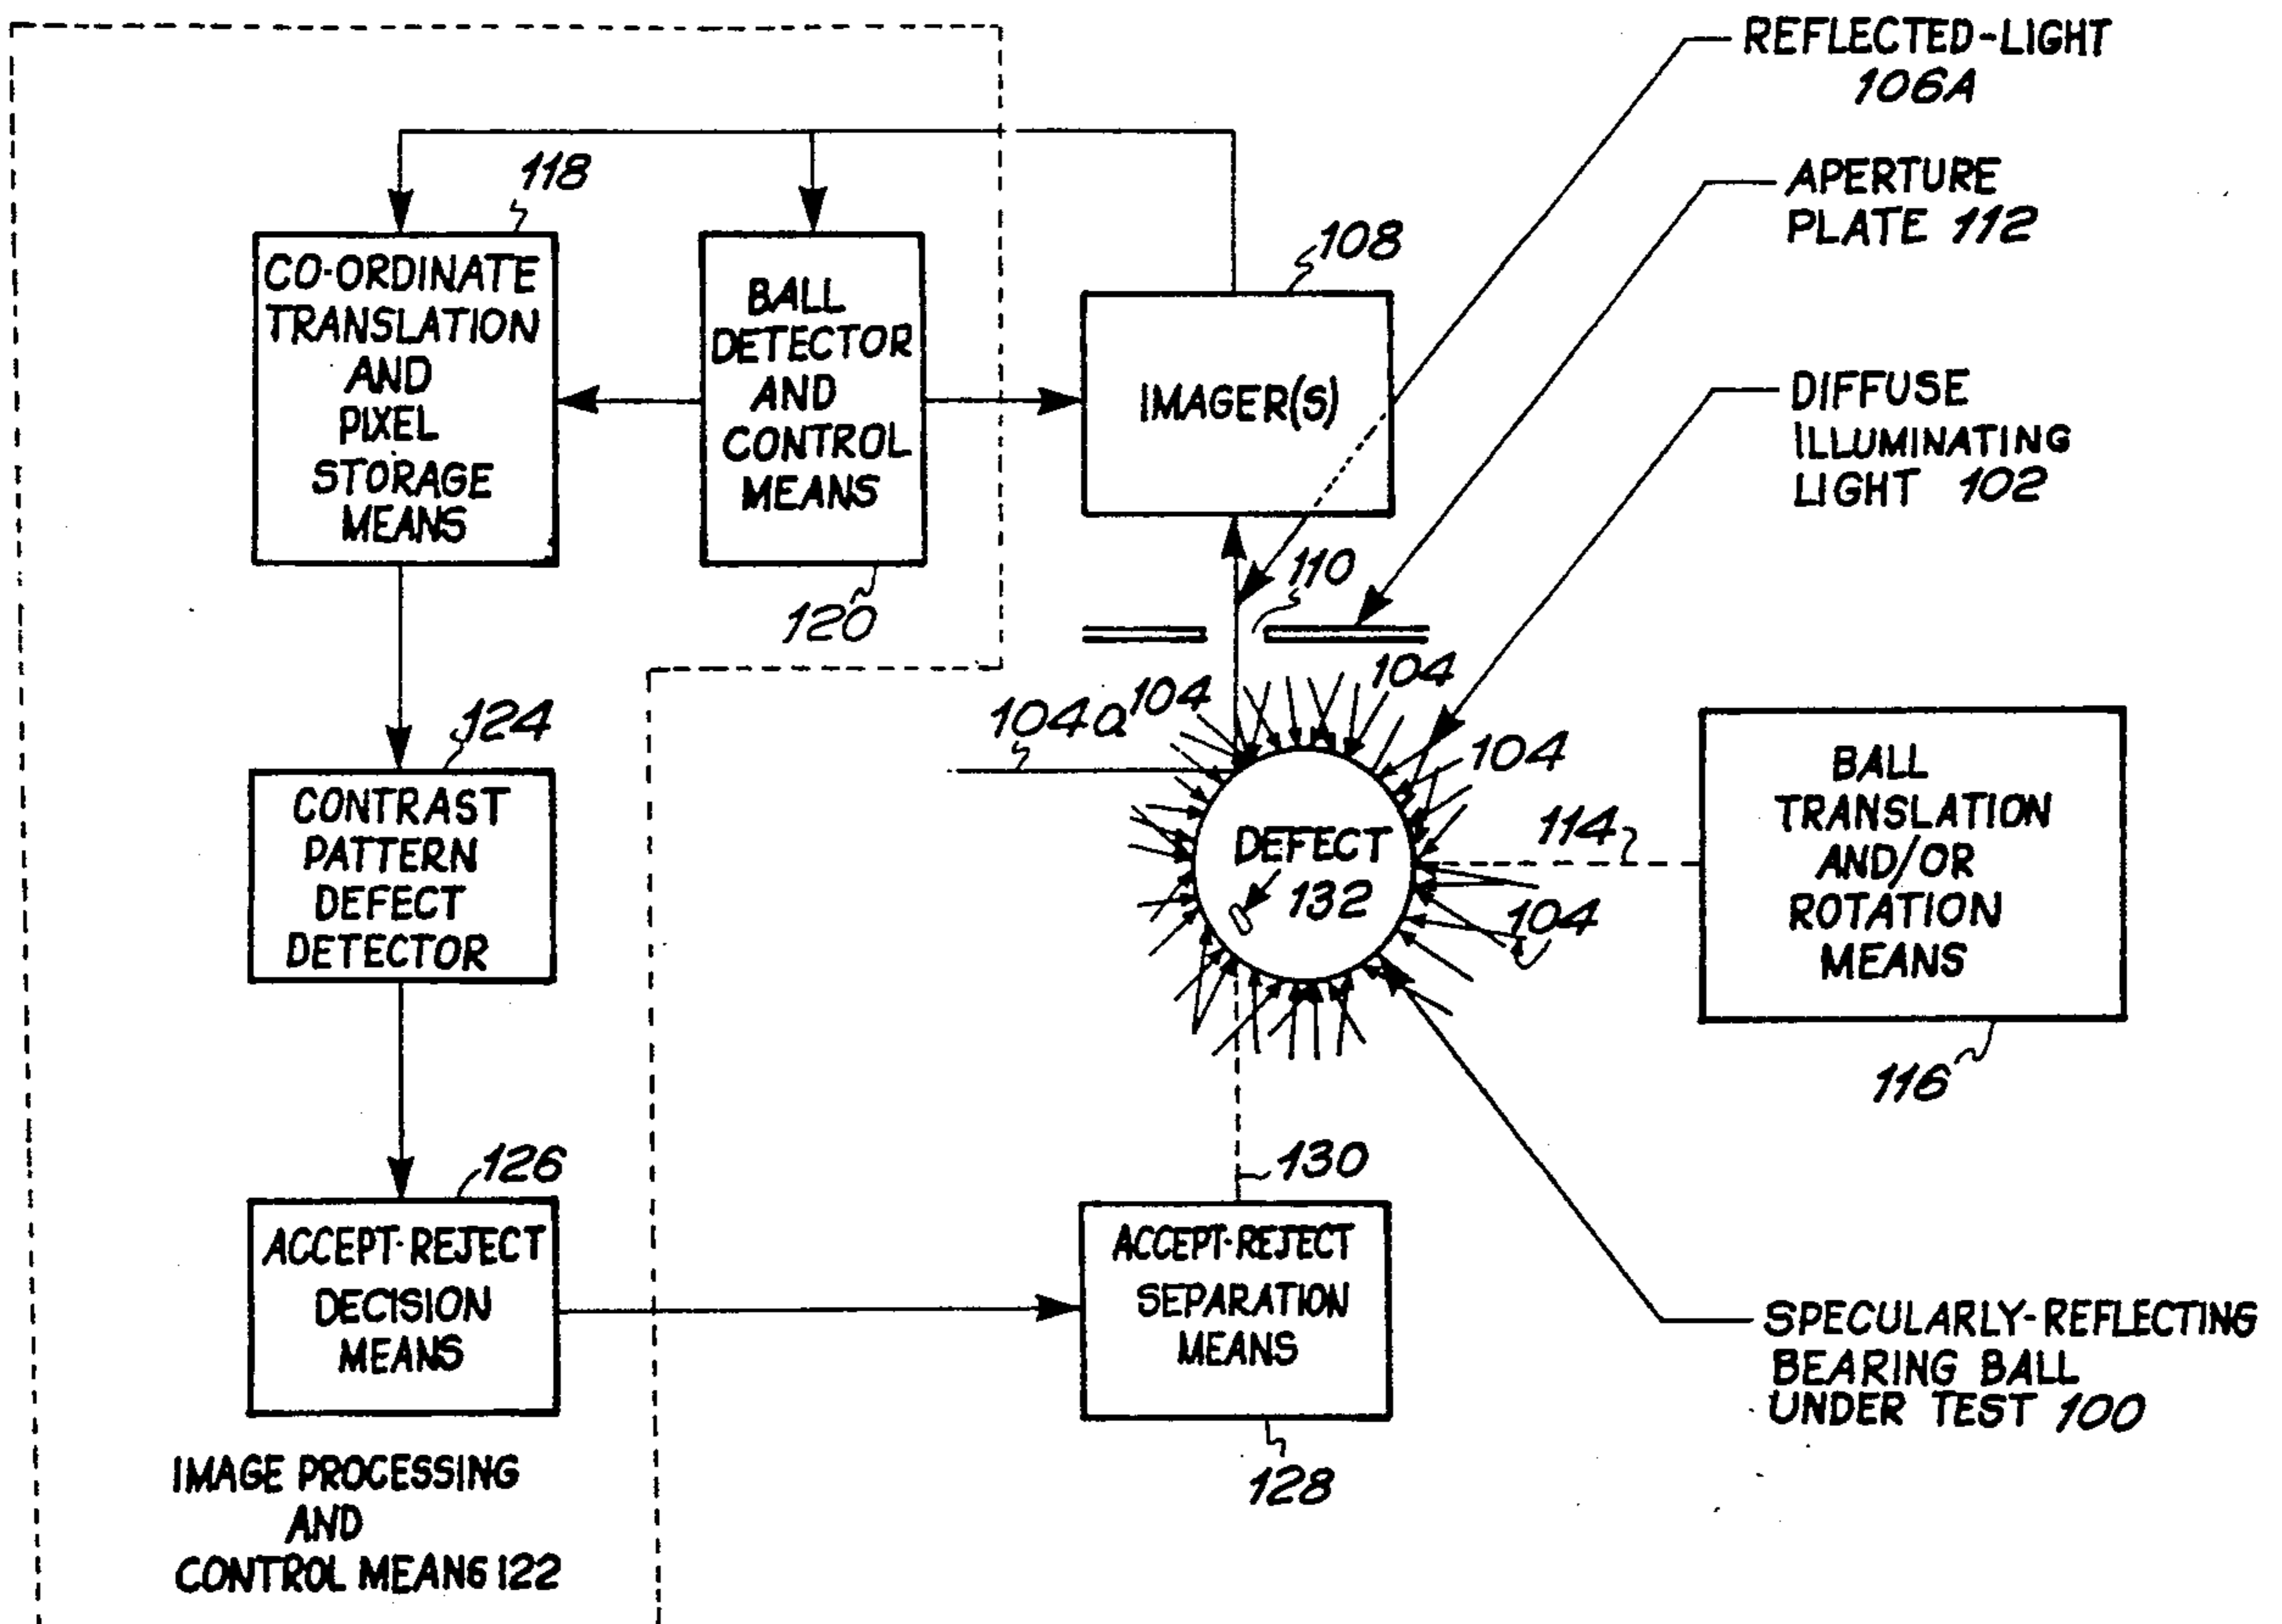 REFLECTED-LIGHT
106A
118
APERTURE
PLATE 112
108
CO-ORDINATE
TRANSLATION
AND
PIXEL
STORAGE
MEANS
BALL
DETECTOR
AND
CONTROL
MEANS
IMAGER(S)
DIFFUSE
ILLUMINATING
LIGHT 102
110
120
104
104
104a
124
104
CONTRAST
PATTERN
DEFECT
DETECTOR
DEFECT
132
114
104
BALL
TRANSLATION
AND/OR
ROTATION
MEANS
116
126
130
ACCEPT-REJECT
DECISION
MEANS
ACCEPT-REJECT
SEPARATION
MEANS
SPECULARLY-REFLECTING
BEARING BALL
UNDER TEST 100
128
IMAGE PROCESSING
AND
CONTROL MEANS 122